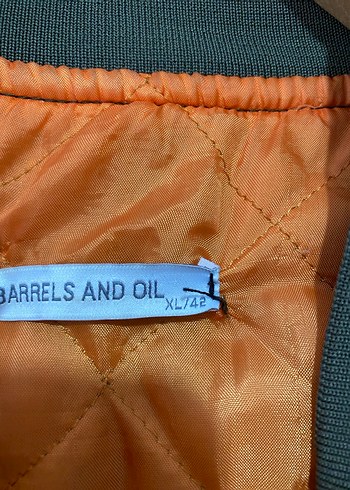 BARRELS AND OIL
XL/42